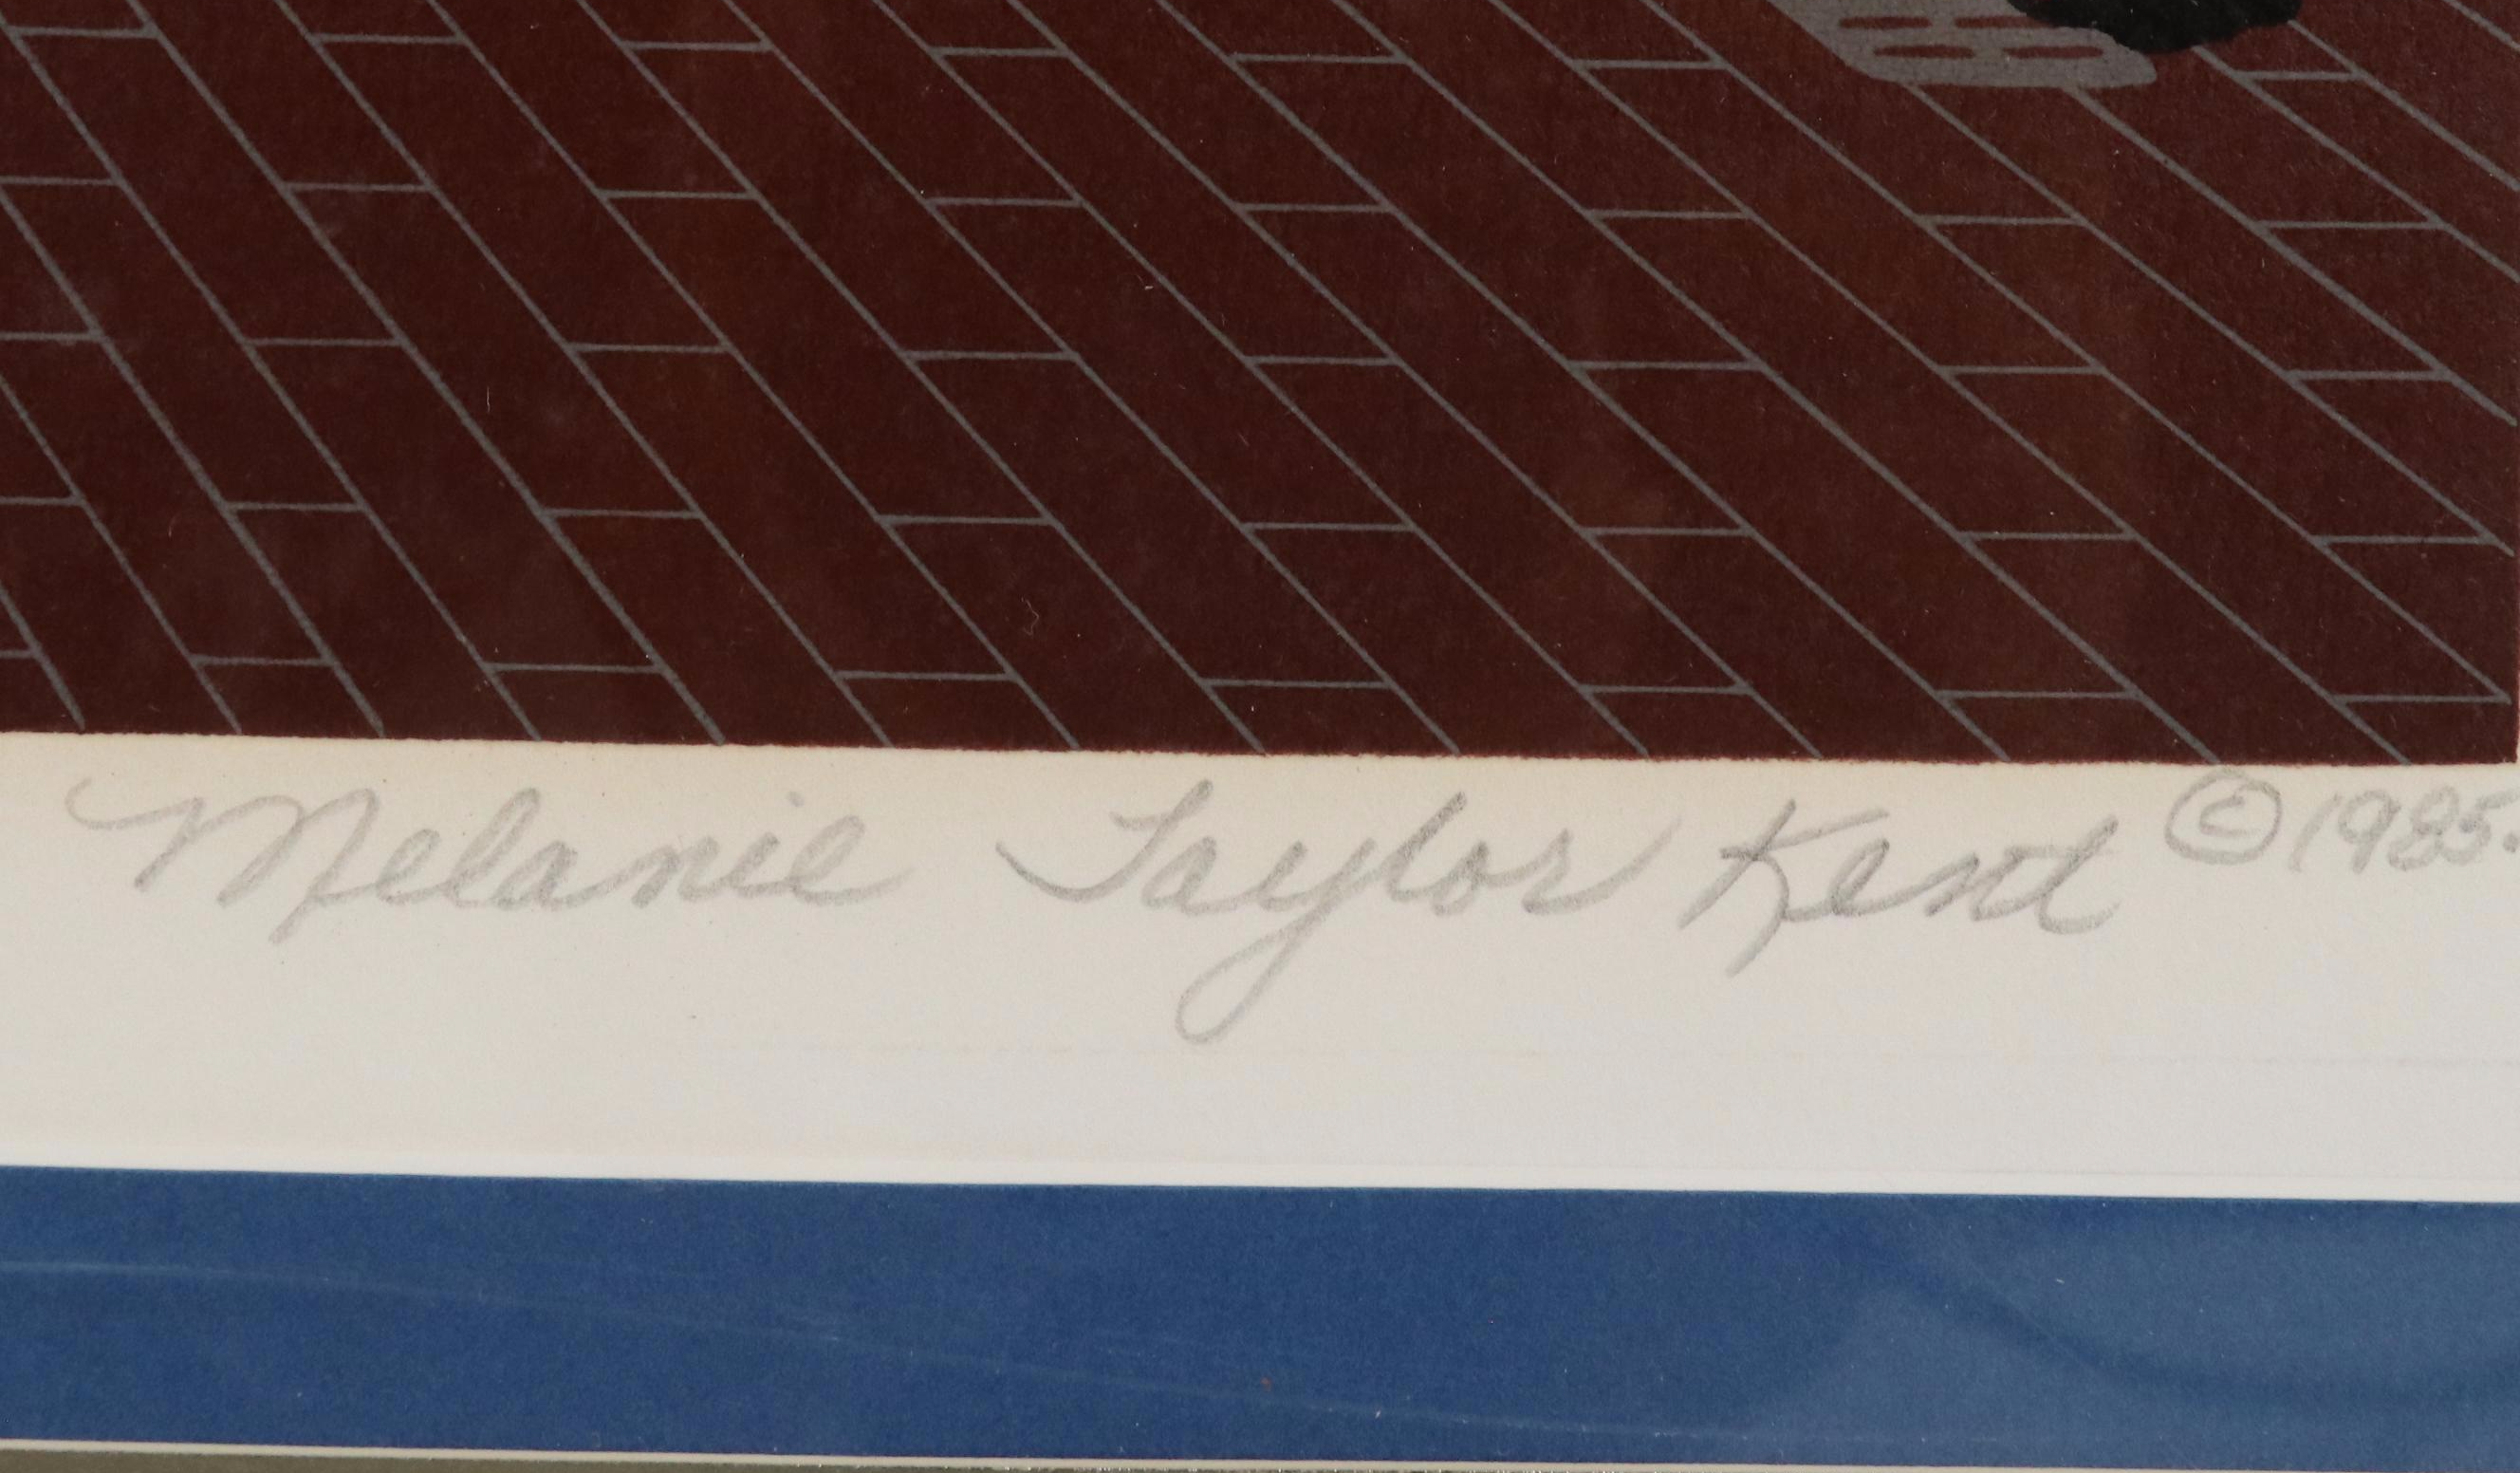 Melanie Taylor Kent ©1985.